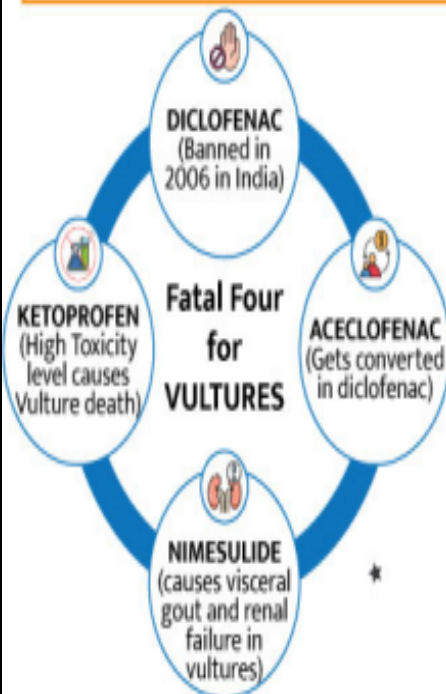 DICLOFENAC
(Banned in
2006 in India)
KETOPROFEN
(High Toxicity
level causes
Vulture death)
Fatal Four
for
VULTURES
ACECLOFENAC
(Gets converted
in diclofenac)
NIMESULIDE
(causes visceral
gout and renal
failure in
vultures)